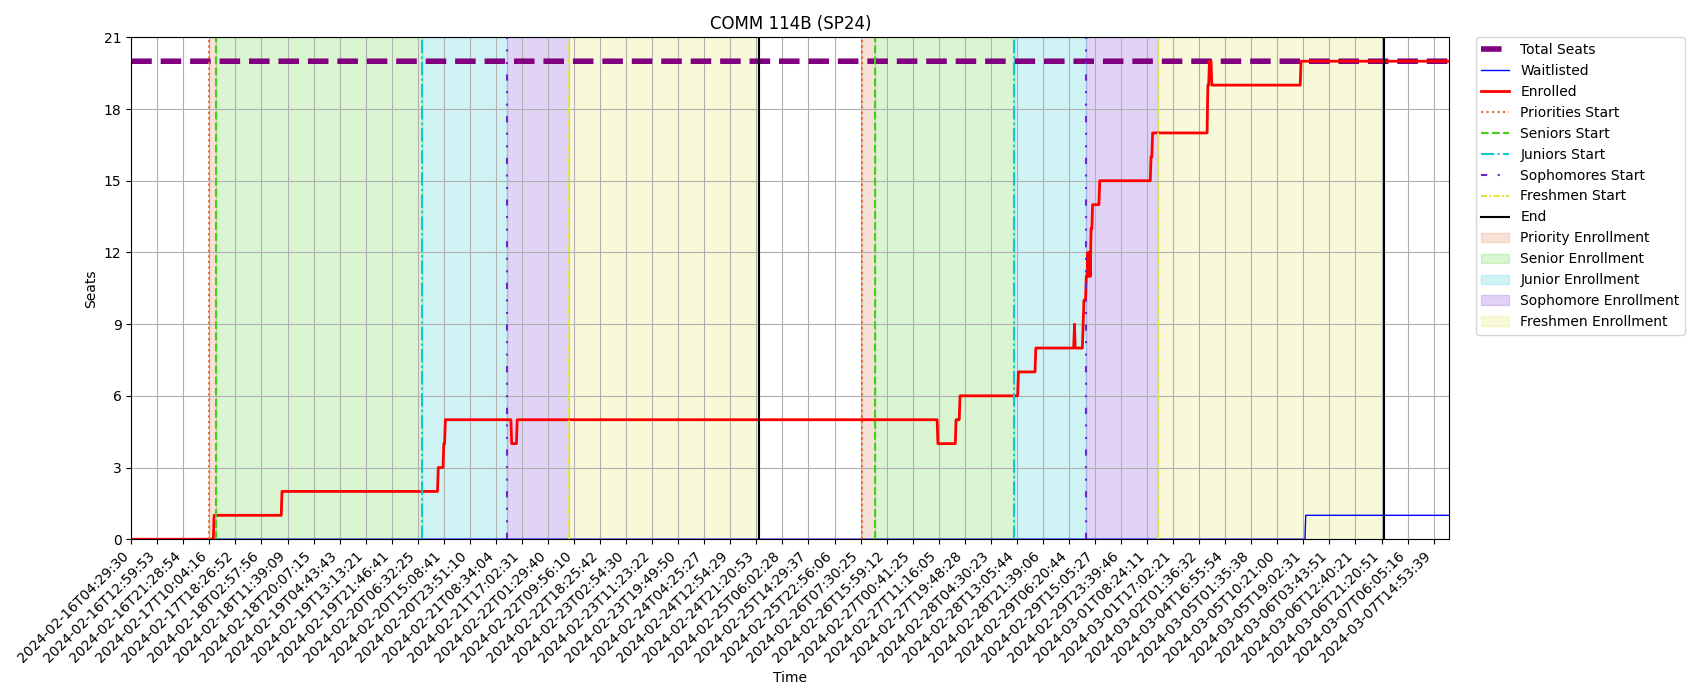 COMM 114B (SP24)
21
18
15
12
9
6
3
0
Seats
2024-02-16T04:29:30
2024-02-16T12:59:53
2024-02-16T21:28:54
2024-02-17T10:04:16
2024-02-17T18:26:52
2024-02-18T02:57:56
2024-02-18T11:39:09
2024-02-18T20:07:15
2024-02-19T04:43:43
2024-02-19T13:13:21
2024-02-19T21:46:41
2024-02-20T06:32:25
2024-02-20T15:08:41
2024-02-20T23:51:10
2024-02-21T08:34:04
2024-02-21T17:02:31
2024-02-22T01:29:40
2024-02-22T09:56:10
2024-02-22T18:25:42
2024-02-23T02:54:30
2024-02-23T11:23:22
2024-02-23T19:49:50
2024-02-24T04:25:27
2024-02-24T12:54:29
2024-02-24T21:20:53
2024-02-25T06:02:28
2024-02-25T14:29:37
2024-02-25T22:56:06
2024-02-26T07:30:25
2024-02-26T15:59:12
2024-02-27T00:41:25
2024-02-27T11:16:05
2024-02-27T19:48:28
2024-02-28T04:30:23
2024-02-28T13:05:44
2024-02-28T21:39:06
2024-02-29T06:20:44
2024-02-29T15:05:27
2024-02-29T23:39:46
2024-03-01T08:24:11
2024-03-01T17:02:21
2024-03-02T01:36:32
2024-03-04T16:55:54
2024-03-05T01:35:38
2024-03-05T10:21:00
2024-03-05T19:02:31
2024-03-06T03:43:51
2024-03-06T12:40:21
2024-03-06T21:20:51
2024-03-07T06:05:16
2024-03-07T14:53:39
Time
Total Seats
Waitlisted
Enrolled
Priorities Start
Seniors Start
Juniors Start
Sophomores Start
Freshmen Start
End
Priority Enrollment
Senior Enrollment
Junior Enrollment
Sophomore Enrollment
Freshmen Enrollment